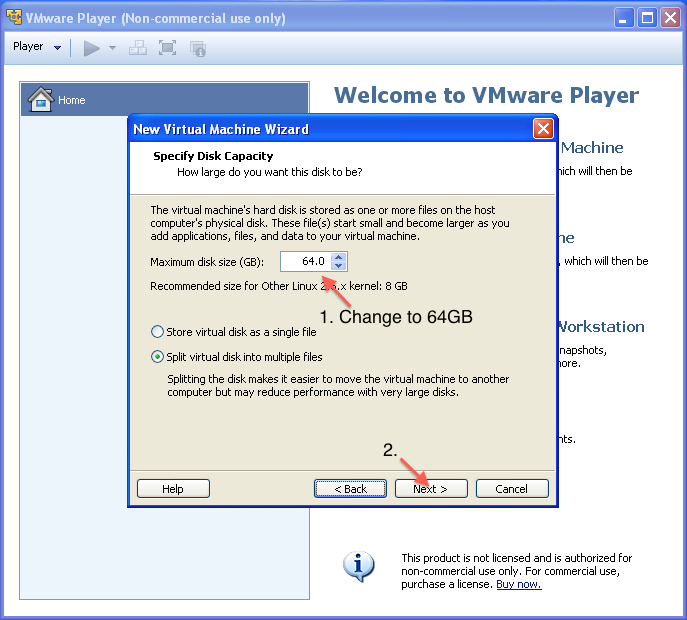 VMware Player (Non-commercial use only)
Player
Home
Welcome to VMware Player
Machine
hich will then be
ne
, which will then be
Workstation
napshots,
more.
nts.
New Virtual Machine Wizard
Specify Disk Capacity
How large do you want this disk to be?
The virtual machine's hard disk is stored as one or more files on the host
computer's physical disk. These file(s) start small and become larger as you
add applications, files, and data to your virtual machine.
Maximum disk size (GB): 64.0
Recommended size for Other Linux 2.6.x kernel: 8 GB
1. Change to 64GB
Store virtual disk as a single file
Split virtual disk into multiple files
Splitting the disk makes it easier to move the virtual machine to another
computer but may reduce performance with very large disks.
2.
Help < Back Next > Cancel
This product is not licensed and is authorized for
non-commercial use only. For commercial use,
purchase a license. Buy now.